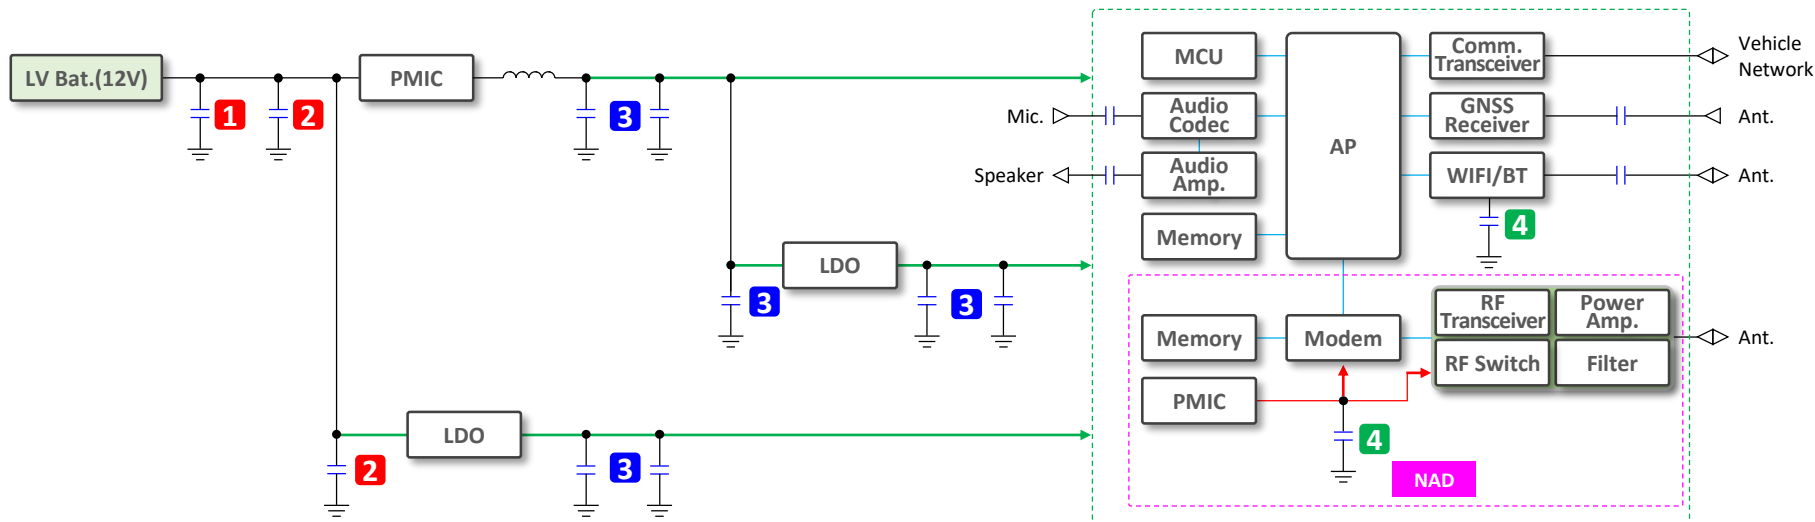 LV Bat.(12V)
1
2
PMIC
3
MCU
AP
Comm.
Transceiver
Vehicle
Network
Mic.
Audio
Codec
GNSS
Receiver
Ant.
Speaker
Audio
Amp.
WIFI/BT
Ant.
4
Memory
LDO
3
3
Memory
Modem
RF
Transceiver
Power
Amp.
RF Switch
Filter
Ant.
PMIC
4
NAD
LDO
2
3